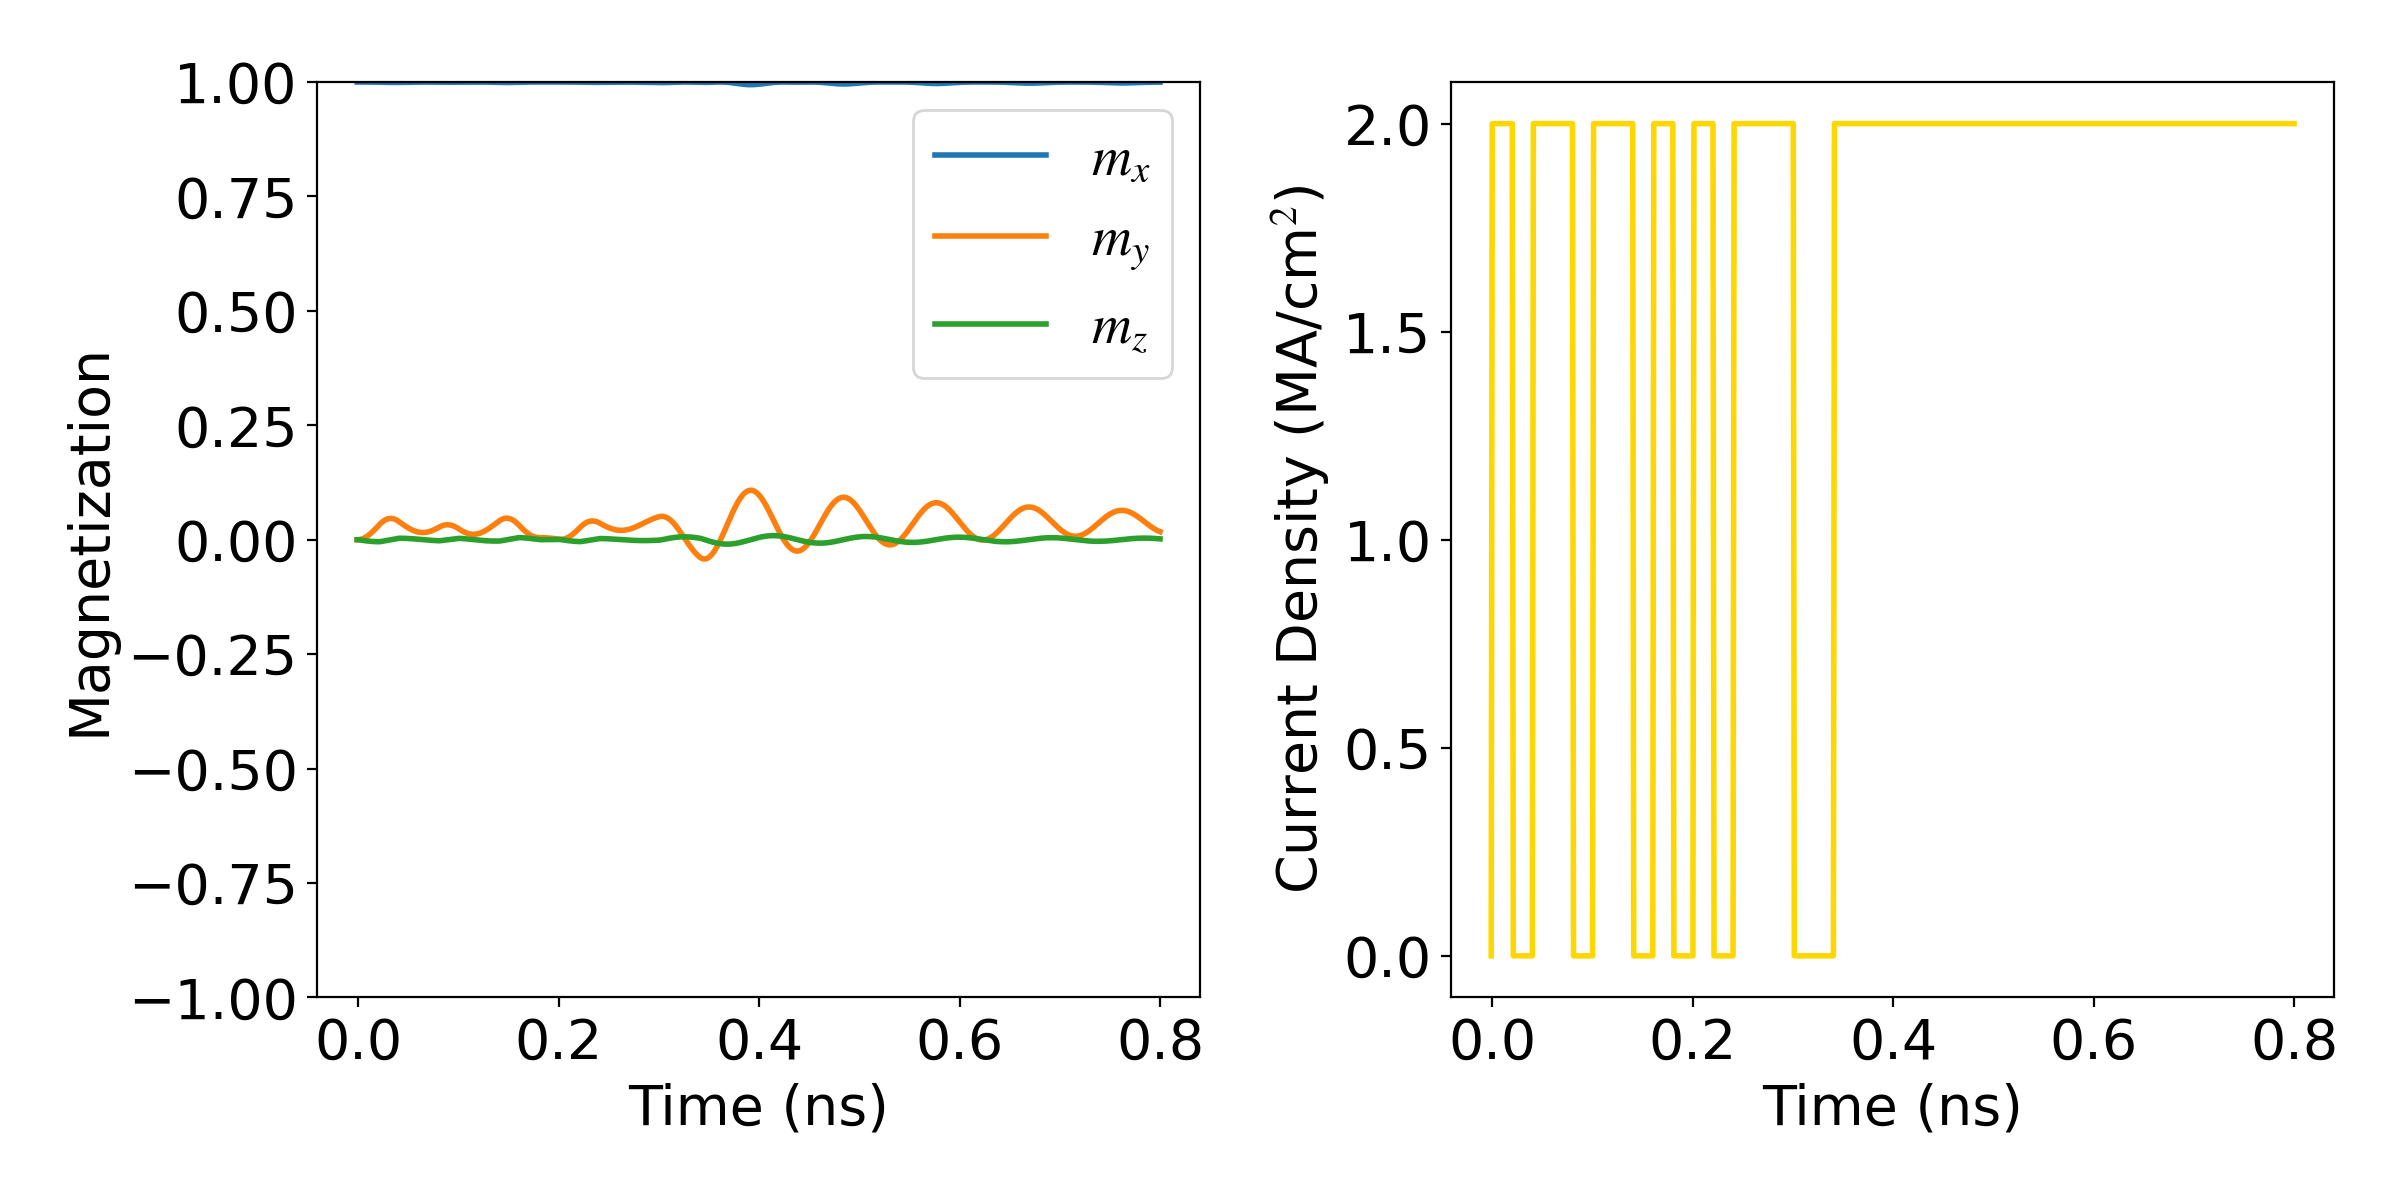 1.00
0.75
0.50
0.25
0.00
−0.25
−0.50
−0.75
−1.00
Magnetization
0.0 0.2 0.4 0.6 0.8
Time (ns)
m_x
m_y
m_z
2.0
1.5
1.0
0.5
0.0
Current Density (MA/cm²)
0.0 0.2 0.4 0.6 0.8
Time (ns)